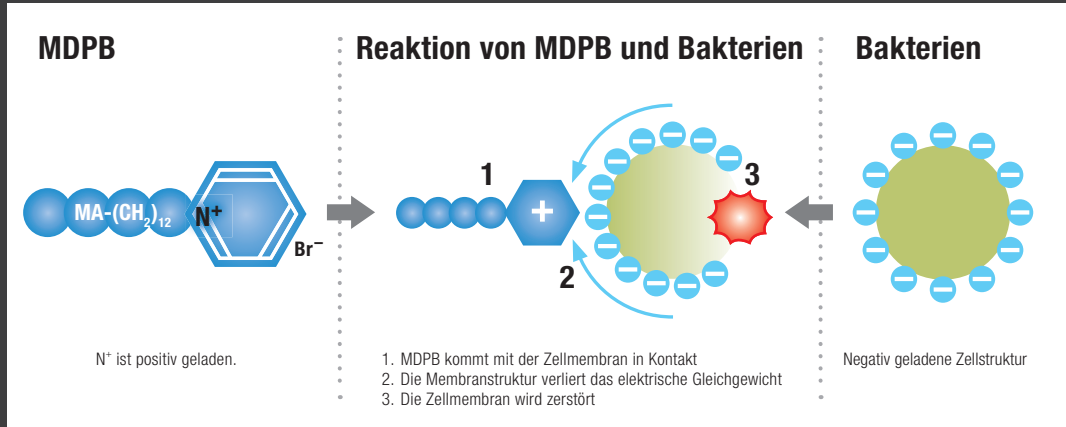 MDPB
MA-(CH₂)₁₂
N⁺
Br⁻
N⁺ ist positiv geladen.
Reaktion von MDPB und Bakterien
1
+
2
3
− − − − − − − − − − − − −
1. MDPB kommt mit der Zellmembran in Kontakt
2. Die Membranstruktur verliert das elektrische Gleichgewicht
3. Die Zellmembran wird zerstört
Bakterien
− − − − − − − − − − − −
Negativ geladene Zellstruktur